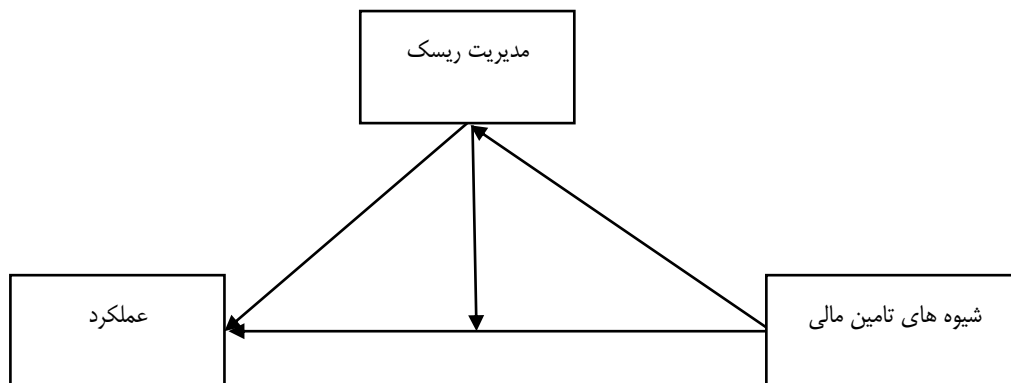 مدیریت ریسک
شیوه های تامین مالی
عملکرد